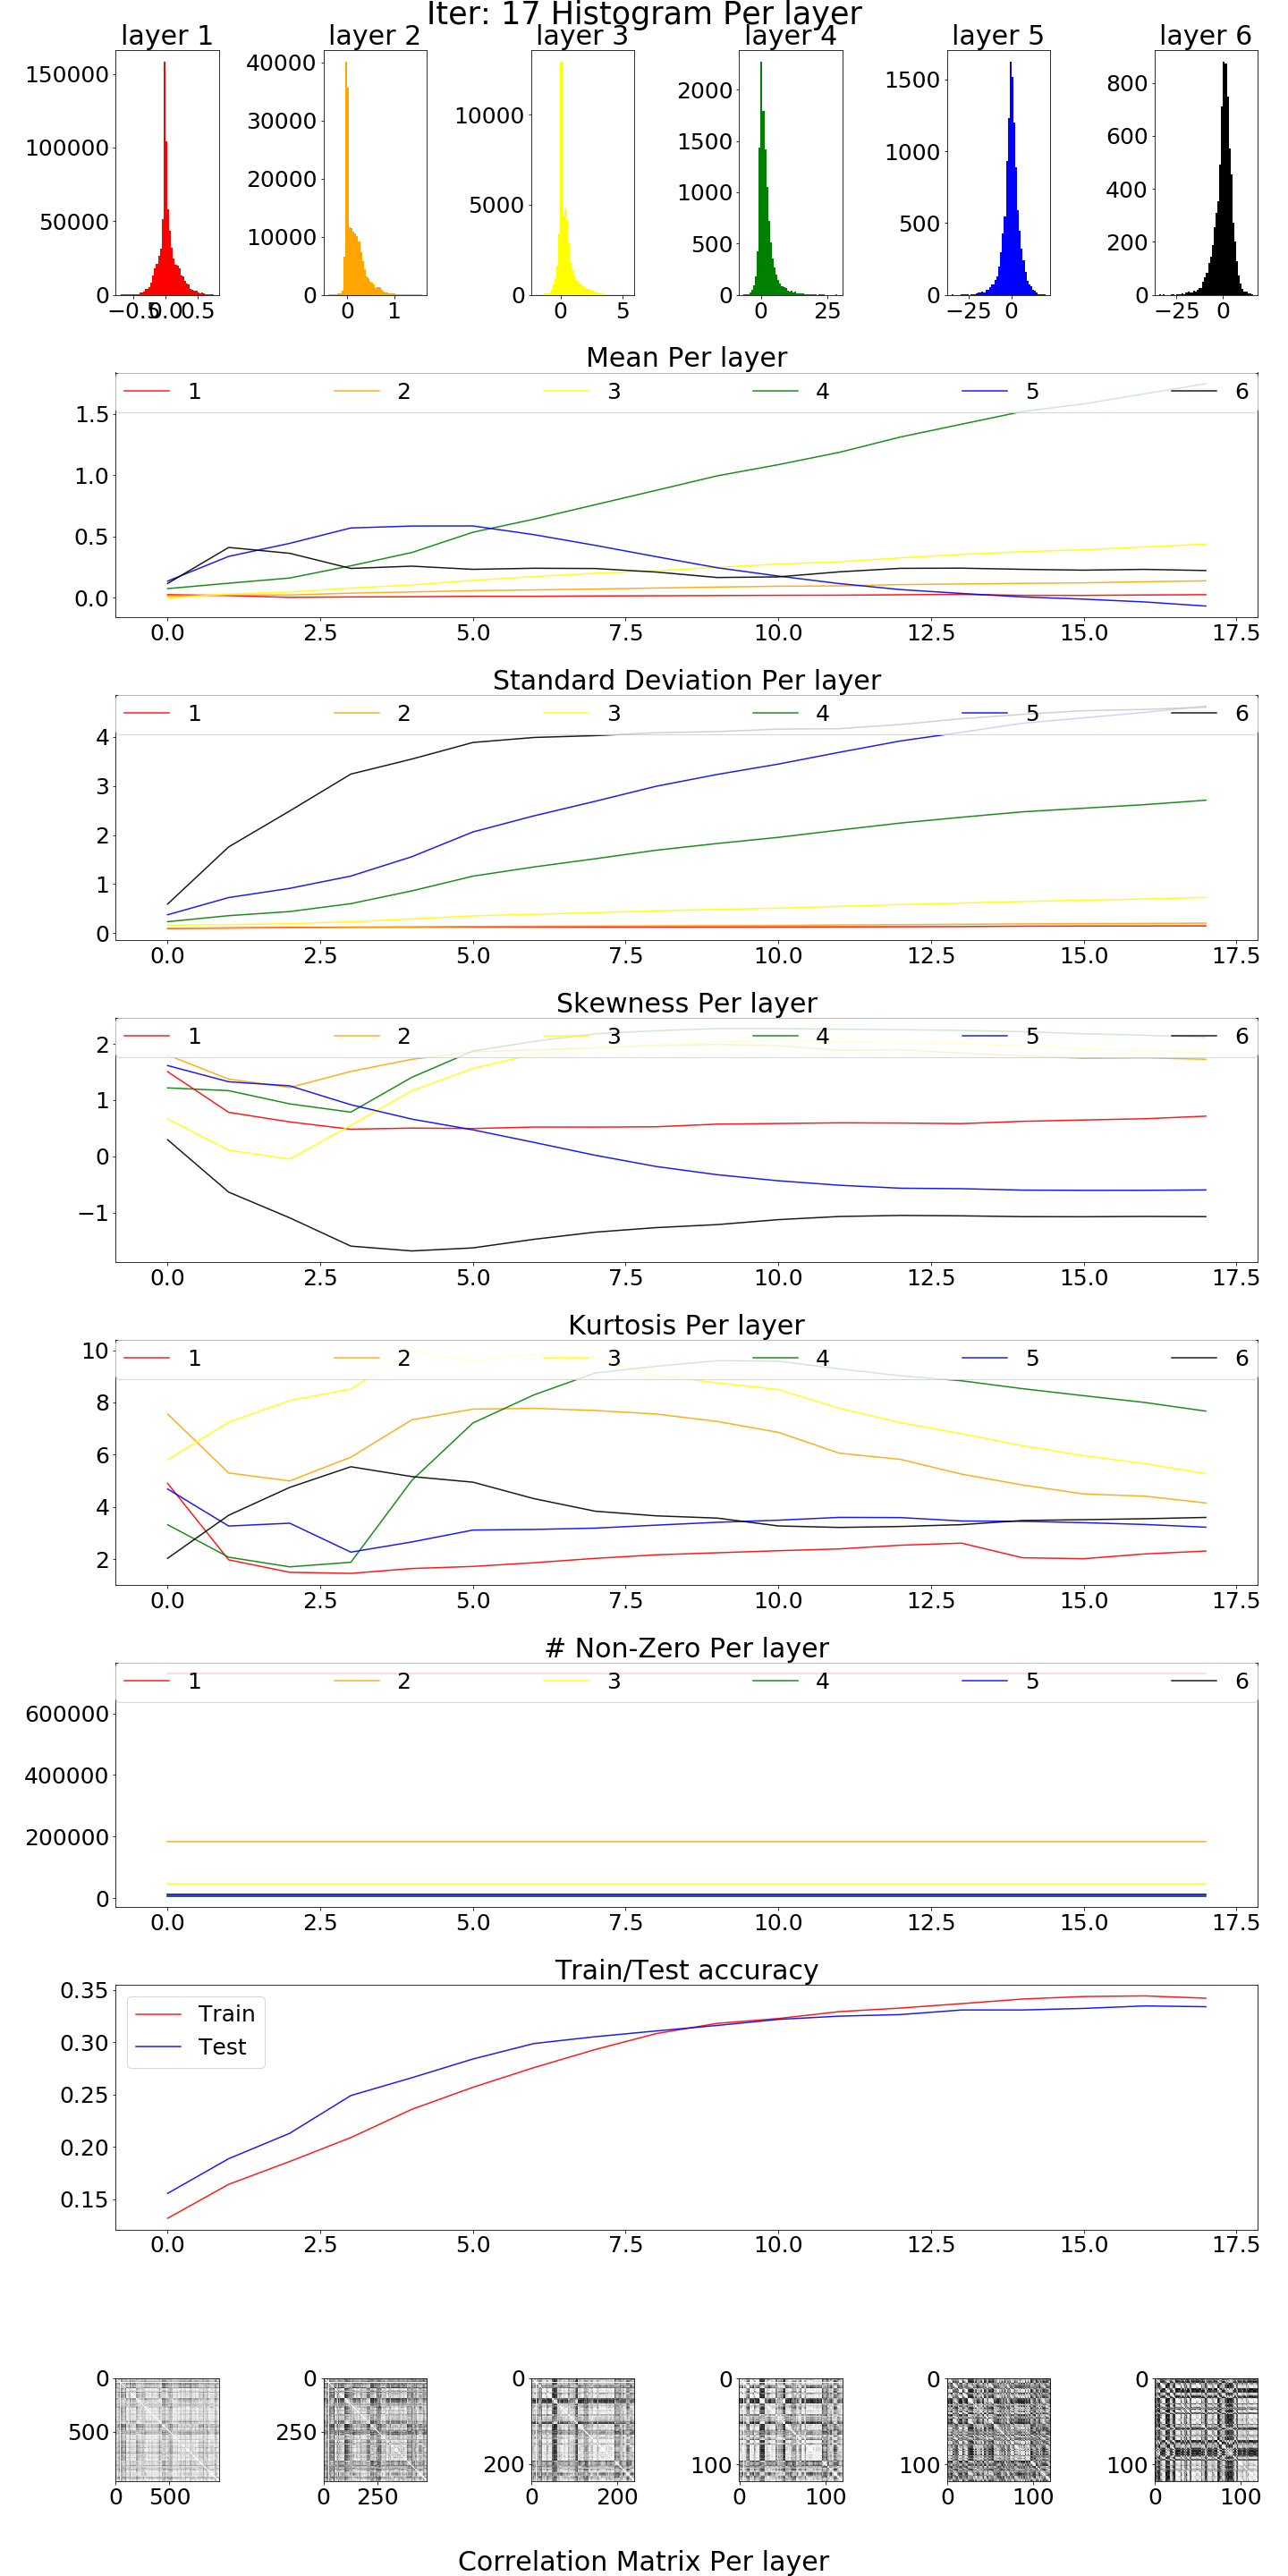 Iter: 17 Histogram Per layer
layer 1 layer 2 layer 3 layer 4 layer 5 layer 6
150000 100000 50000 0
−0.5 0.0 0.5
40000 30000 20000 10000 0
0 1
10000 5000 0
0 5
2000 1500 1000 500 0
0 25
1500 1000 500 0
−25 0
800 600 400 200 0
−25 0
Mean Per layer
1 2 3 4 5 6
1.5
1.0
0.5
0.0
0.0 2.5 5.0 7.5 10.0 12.5 15.0 17.5
Standard Deviation Per layer
1 2 3 4 5 6
4
3
2
1
0
0.0 2.5 5.0 7.5 10.0 12.5 15.0 17.5
Skewness Per layer
1 2 3 4 5 6
2
1
0
−1
0.0 2.5 5.0 7.5 10.0 12.5 15.0 17.5
Kurtosis Per layer
1 2 3 4 5 6
10
8
6
4
2
0.0 2.5 5.0 7.5 10.0 12.5 15.0 17.5
# Non-Zero Per layer
1 2 3 4 5 6
600000
400000
200000
0
0.0 2.5 5.0 7.5 10.0 12.5 15.0 17.5
Train/Test accuracy
0.35
Train
0.30
Test
0.25
0.20
0.15
0.0 2.5 5.0 7.5 10.0 12.5 15.0 17.5
0 500
0 500
0 250
0 250
0 200
0 200
0 100
0 100
0 100
0 100
0 100
0 100
Correlation Matrix Per layer